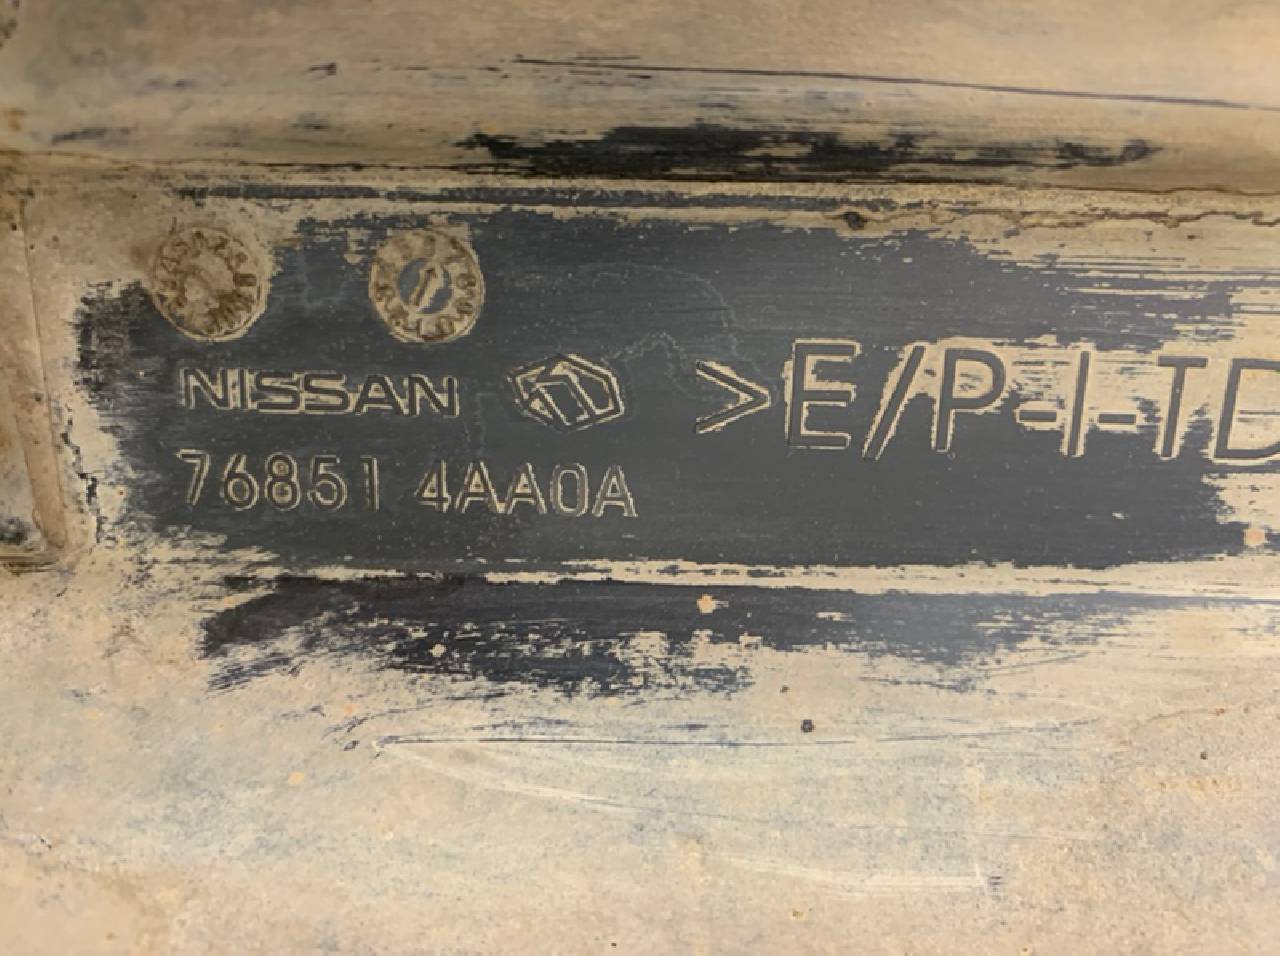 NISSAN >E/P-I-TD
76851 4AA0A